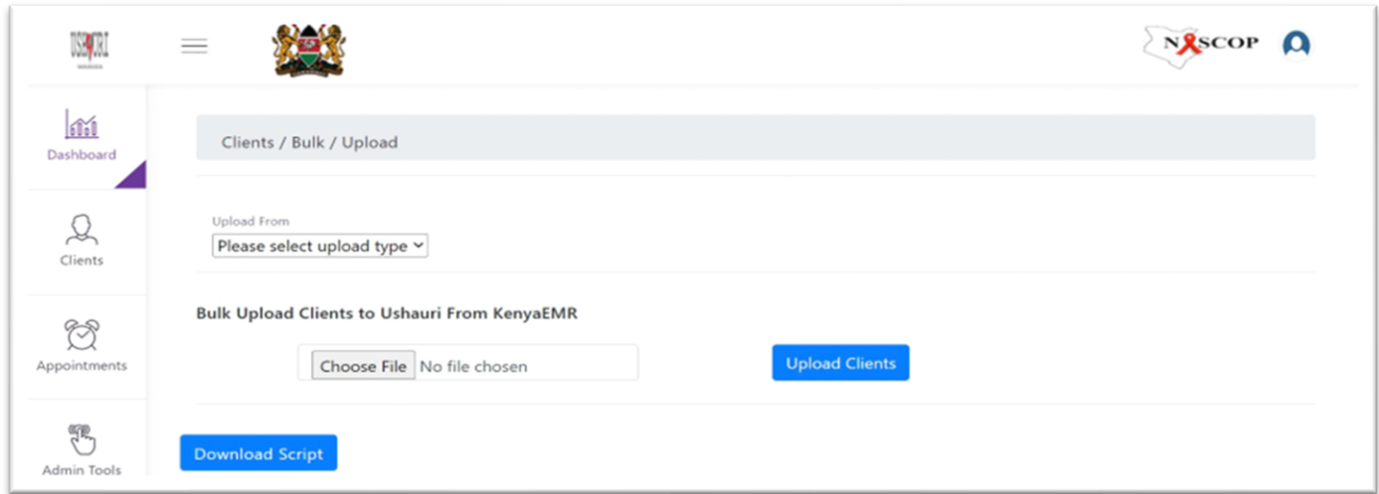 USHAURI
NASCOP
Dashboard
Clients / Bulk / Upload
Upload From
Please select upload type
Clients
Bulk Upload Clients to Ushauri From KenyaEMR
Choose File No file chosen
Upload Clients
Appointments
Download Script
Admin Tools